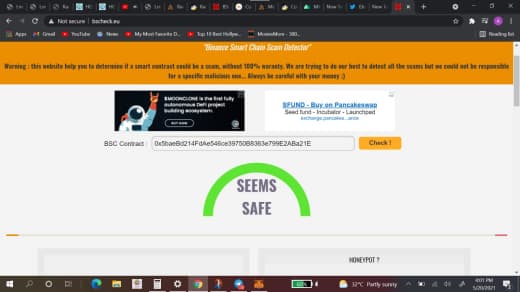 Not secure | bscheck.eu
Apps
Gmail
YouTube
News
My Most Favorite D...
Top 10 Best Hollyw...
MoviesMore - 380...
Reading list
"Binance Smart Chain Scam Detector"
Warning : this website help you to determine if a smart contract could be a scam, without 100% waranty. We are trying to do our best to detect all the scams but we could not be responsible
for a specific malicious one... Always be careful with your money ;)
$MOONCLONE is the first fully
autonomous DeFi project
building ecosystem.
BUY NOW
SFUND - Buy on Pancakeswap
Seed fund - Incubator - Launchped
exchange.pancakes...ance
BSC Contract :
0x5baeBd214FdAe546ce39750B8363e799E2ABa21E
Check !
SEEMS
SAFE
HONEYPOT ?
32°C Partly sunny
4:01 PM
5/20/2021